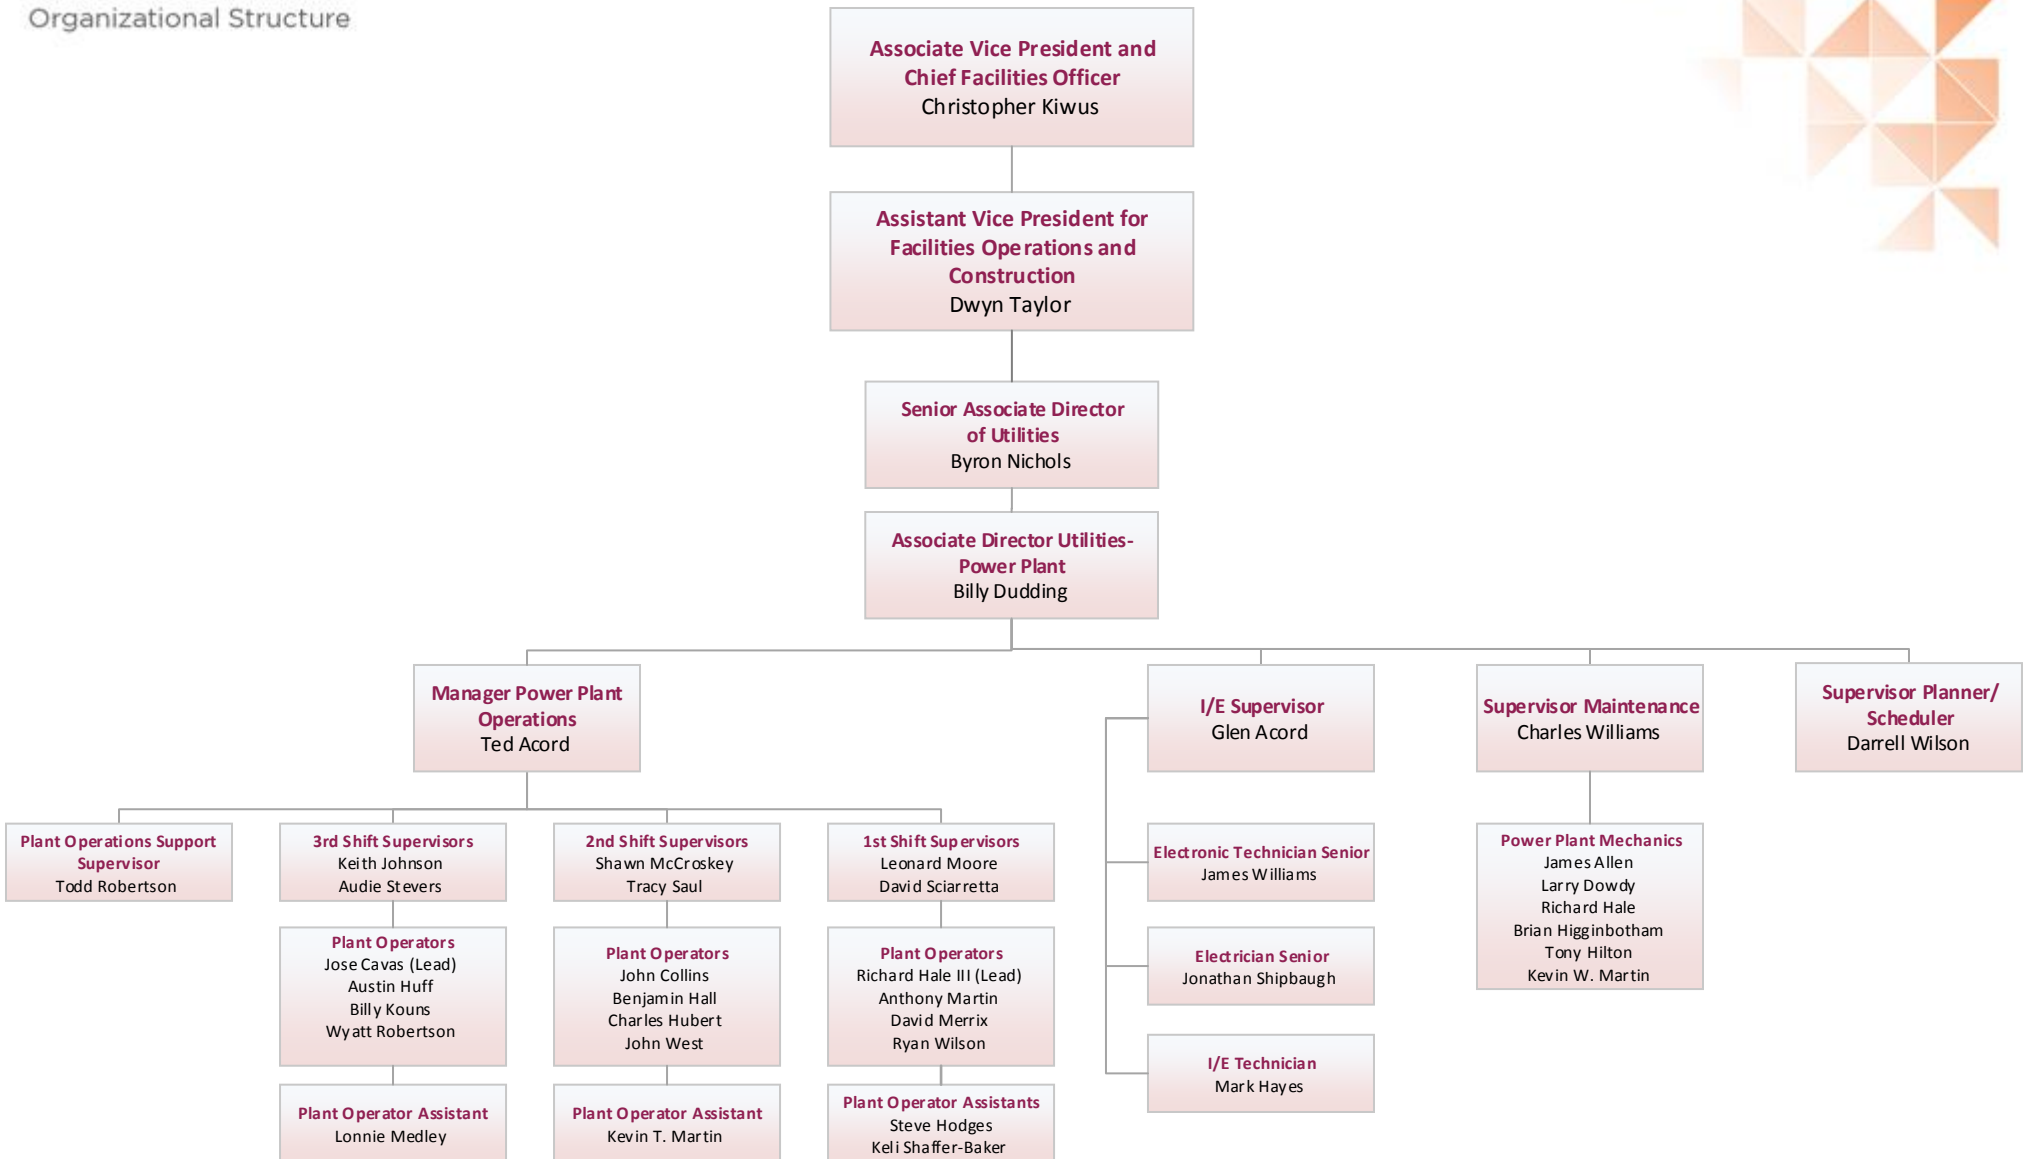 Organizational Structure
Associate Vice President and
Chief Facilities Officer
Christopher Kiwus
Assistant Vice President for
Facilities Operations and
Construction
Dwyn Taylor
Senior Associate Director
of Utilities
Byron Nichols
Associate Director Utilities-
Power Plant
Billy Dudding
Manager Power Plant
Operations
Ted Acord
I/E Supervisor
Glen Acord
Supervisor Maintenance
Charles Williams
Supervisor Planner/
Scheduler
Darrell Wilson
Plant Operations Support
Supervisor
Todd Robertson
3rd Shift Supervisors
Keith Johnson
Audie Stevers
2nd Shift Supervisors
Shawn McCroskey
Tracy Saul
1st Shift Supervisors
Leonard Moore
David Sciarretta
Electronic Technician Senior
James Williams
Power Plant Mechanics
James Allen
Larry Dowdy
Richard Hale
Brian Higginbotham
Tony Hilton
Kevin W. Martin
Plant Operators
Jose Cavas (Lead)
Austin Huff
Billy Kouns
Wyatt Robertson
Plant Operators
John Collins
Benjamin Hall
Charles Hubert
John West
Plant Operators
Richard Hale III (Lead)
Anthony Martin
David Merrix
Ryan Wilson
Electrician Senior
Jonathan Shipbaugh
I/E Technician
Mark Hayes
Plant Operator Assistant
Lonnie Medley
Plant Operator Assistant
Kevin T. Martin
Plant Operator Assistants
Steve Hodges
Keli Shaffer-Baker